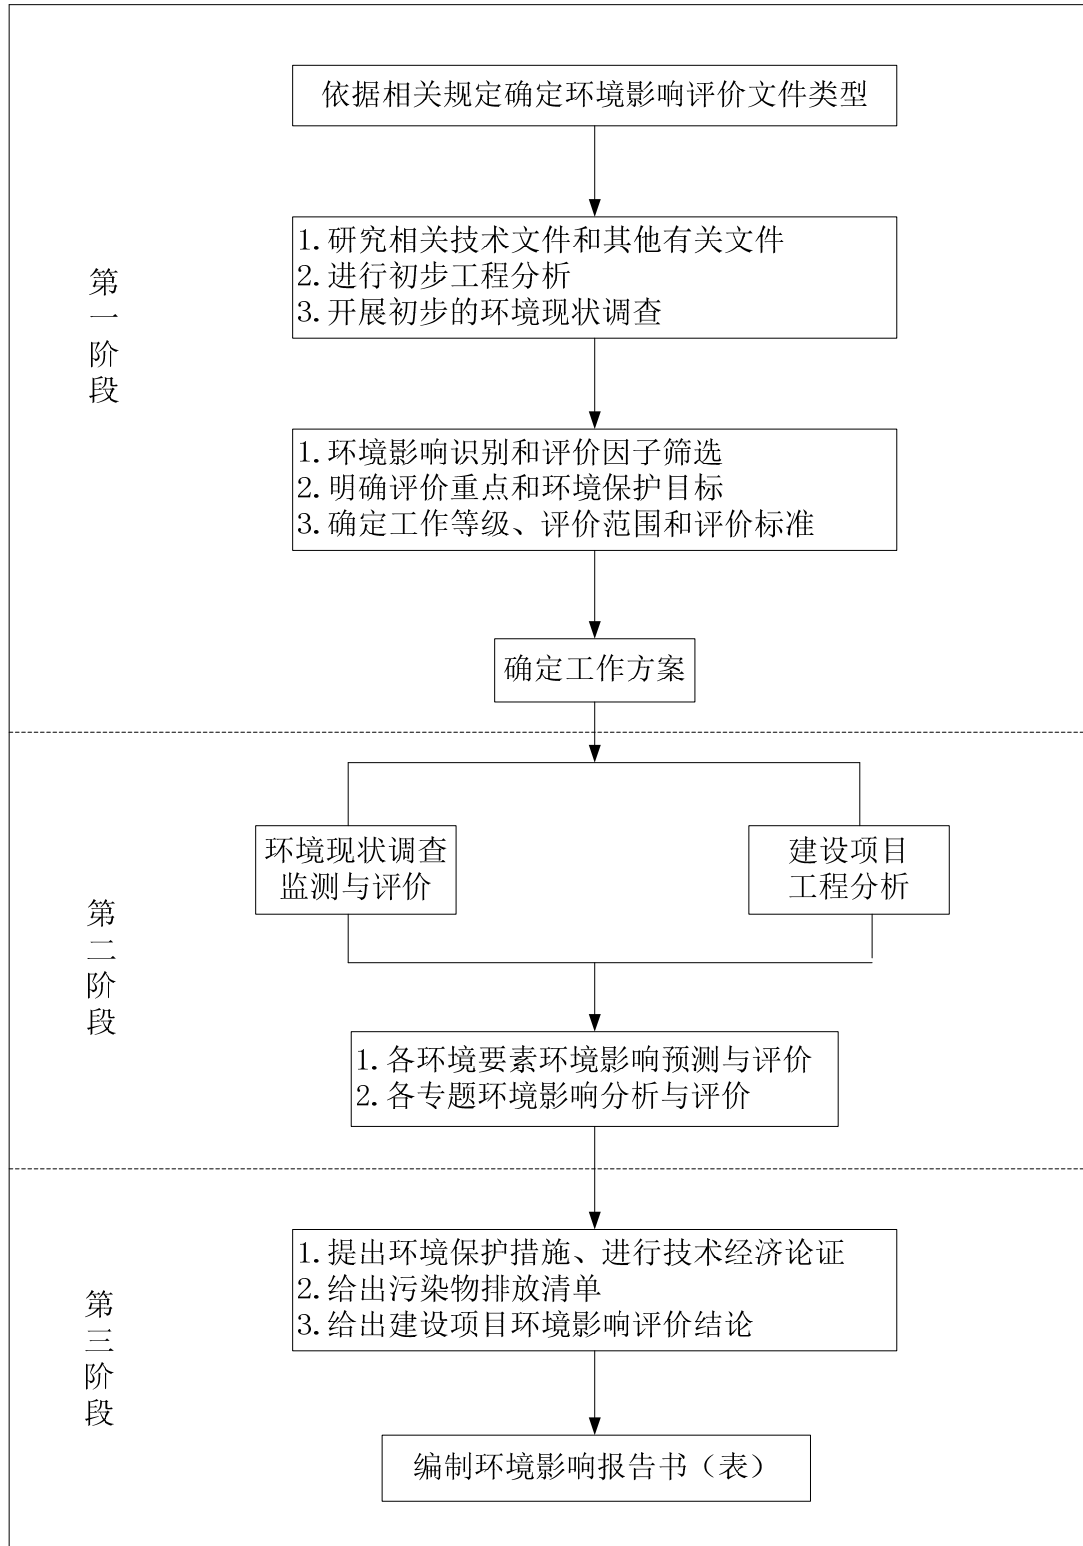 依据相关规定确定环境影响评价文件类型
1.研究相关技术文件和其他有关文件
2.进行初步工程分析
3.开展初步的环境现状调查
第一阶段
1.环境影响识别和评价因子筛选
2.明确评价重点和环境保护目标
3.确定工作等级、评价范围和评价标准
确定工作方案
环境现状调查
监测与评价
建设项目
工程分析
第二阶段
1.各环境要素环境影响预测与评价
2.各专题环境影响分析与评价
1.提出环境保护措施、进行技术经济论证
2.给出污染物排放清单
3.给出建设项目环境影响评价结论
第三阶段
编制环境影响报告书（表）